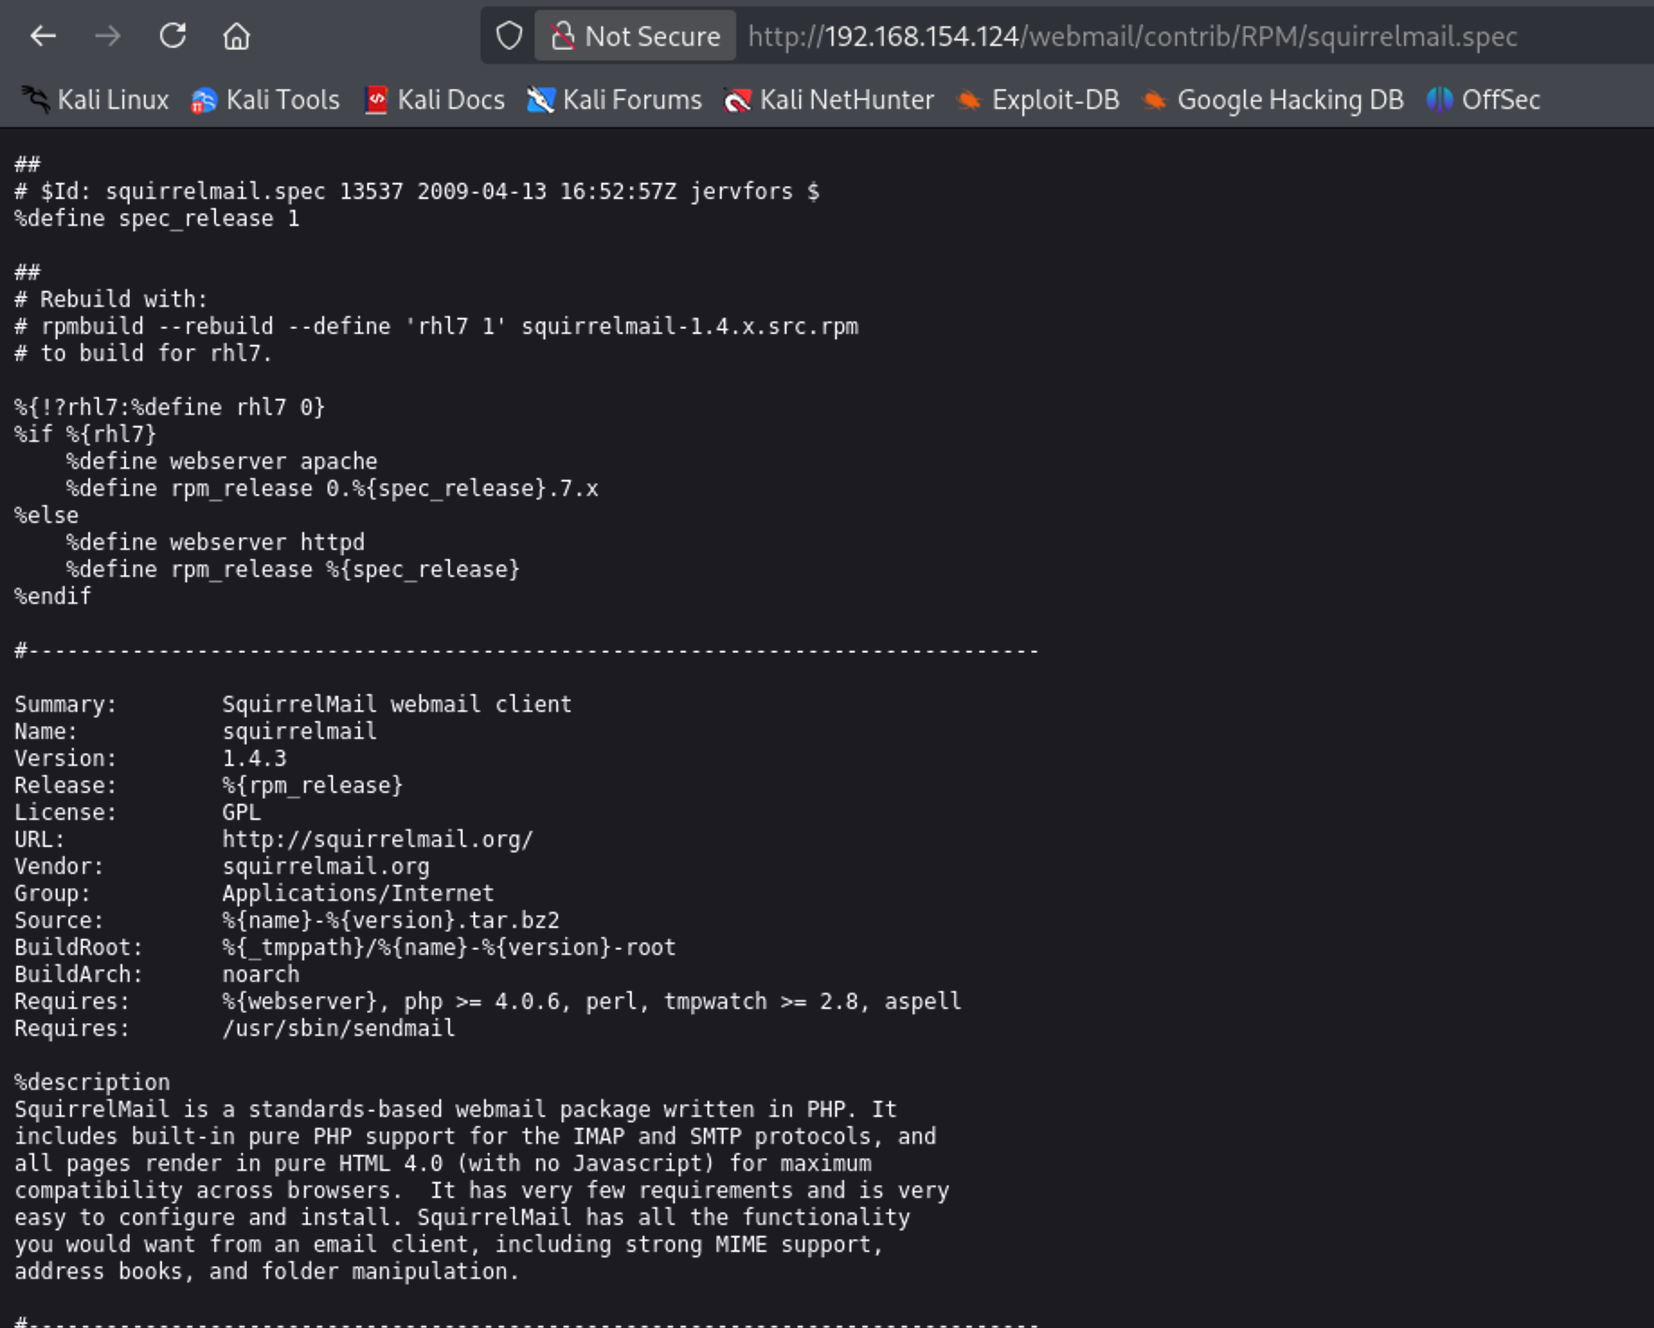 Not Secure http://192.168.154.124/webmail/contrib/RPM/squirrelmail.spec
Kali Linux Kali Tools Kali Docs Kali Forums Kali NetHunter Exploit-DB Google Hacking DB OffSec
##
# $Id: squirrelmail.spec 13537 2009-04-13 16:52:57Z jervfors $
%define spec_release 1
##
# Rebuild with:
# rpmbuild --rebuild --define 'rhl7 1' squirrelmail-1.4.x.src.rpm
# to build for rhl7.
%{!?rhl7:%define rhl7 0}
%if %{rhl7}
    %define webserver apache
    %define rpm_release 0.%{spec_release}.7.x
%else
    %define webserver httpd
    %define rpm_release %{spec_release}
%endif
#------------------------------------------------------------------------------
Summary:        SquirrelMail webmail client
Name:           squirrelmail
Version:        1.4.3
Release:        %{rpm_release}
License:        GPL
URL:            http://squirrelmail.org/
Vendor:         squirrelmail.org
Group:          Applications/Internet
Source:         %{name}-%{version}.tar.bz2
BuildRoot:      %{_tmppath}/%{name}-%{version}-root
BuildArch:      noarch
Requires:       %{webserver}, php >= 4.0.6, perl, tmpwatch >= 2.8, aspell
Requires:       /usr/sbin/sendmail
%description
SquirrelMail is a standards-based webmail package written in PHP. It
includes built-in pure PHP support for the IMAP and SMTP protocols, and
all pages render in pure HTML 4.0 (with no Javascript) for maximum
compatibility across browsers.  It has very few requirements and is very
easy to configure and install. SquirrelMail has all the functionality
you would want from an email client, including strong MIME support,
address books, and folder manipulation.
#------------------------------------------------------------------------------